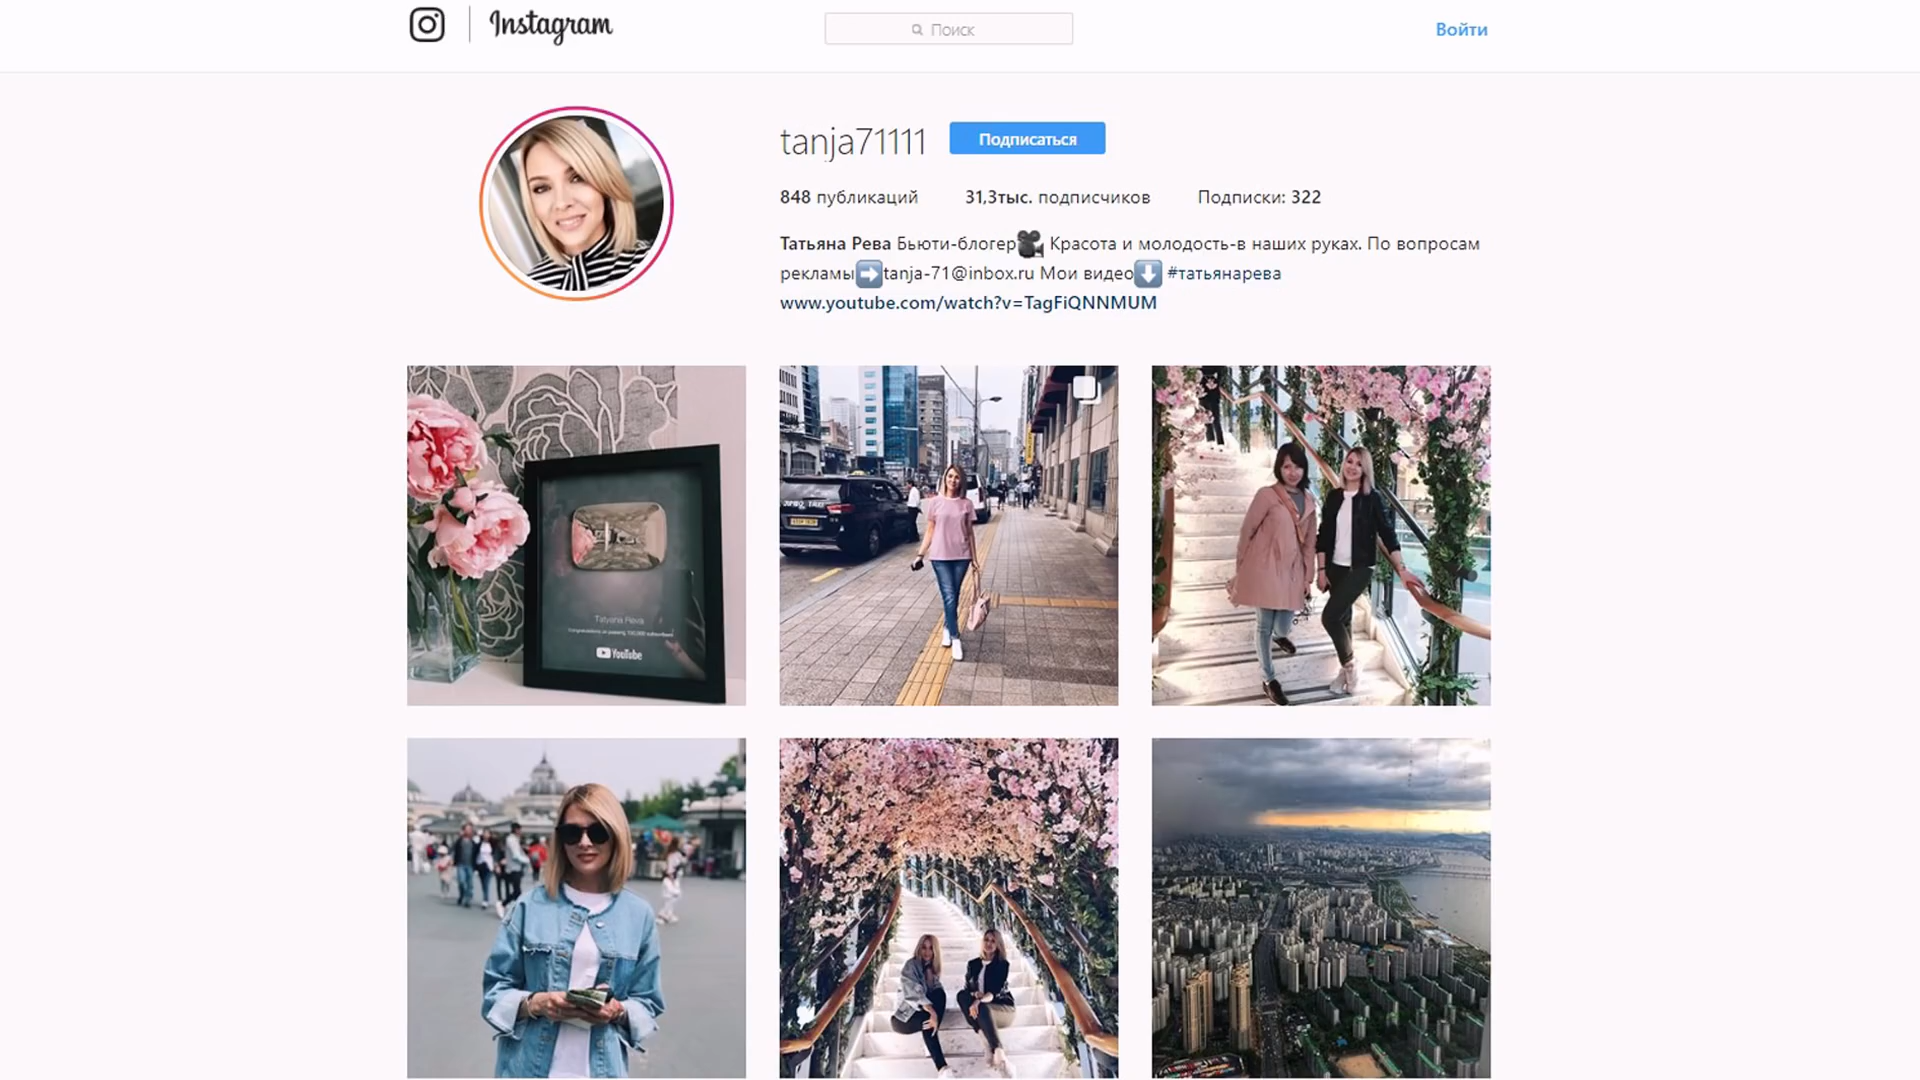 Instagram
Поиск
Войти
tanja71111 Подписаться
848 публикаций 31,3тыс. подписчиков Подписки: 322
Татьяна Рева Бьюти-блогер🎥 Красота и молодость-в наших руках. По вопросам
рекламы➡️tanja-71@inbox.ru Мои видео⬇️ #татьянарева
www.youtube.com/watch?v=TagFiQNNMUM
Tatyana Reva
YouTube